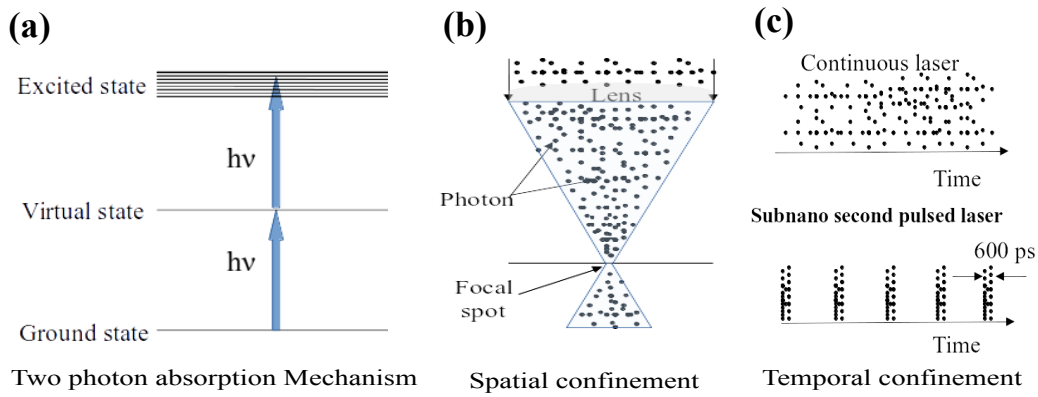 (a)
Excited state
hν
Virtual state
hν
Ground state
Two photon absorption Mechanism
(b)
Lens
Photon
Focal
spot
Spatial confinement
(c)
Continuous laser
Time
Subnano second pulsed laser
600 ps
Time
Temporal confinement